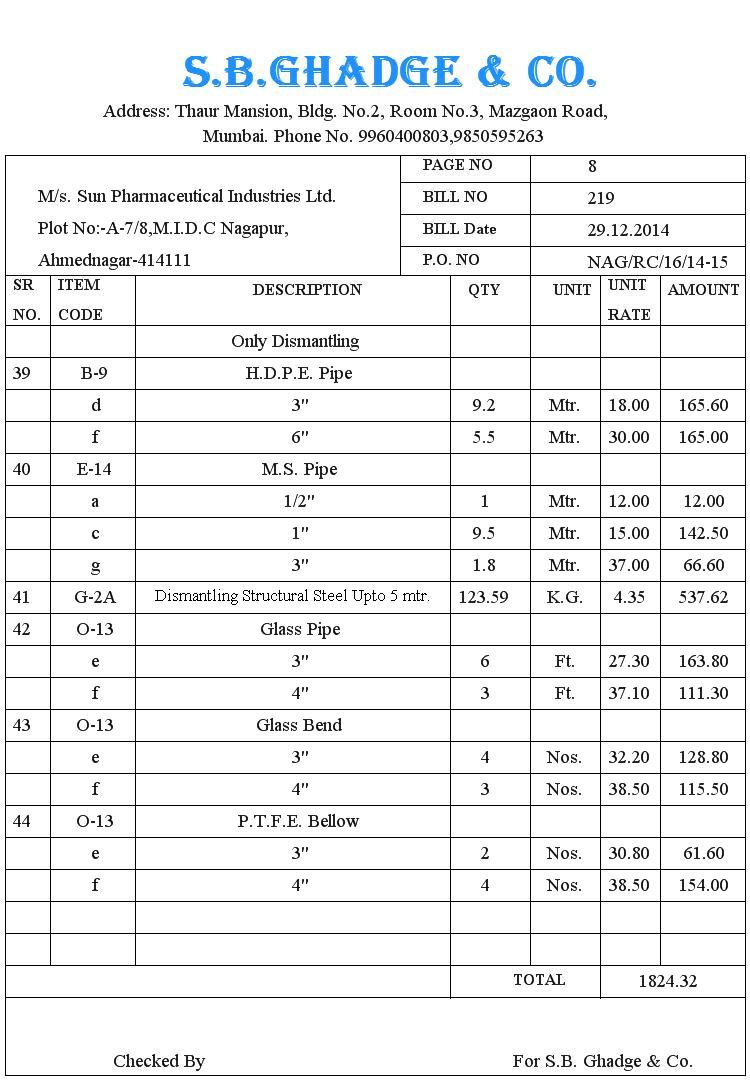 S.B.GHADGE & CO.
Address: Thaur Mansion, Bldg. No.2, Room No.3, Mazgaon Road,
Mumbai. Phone No. 9960400803,9850595263
M/s. Sun Pharmaceutical Industries Ltd.
Plot No:-A-7/8,M.I.D.C Nagapur,
Ahmednagar-414111
PAGE NO 8
BILL NO 219
BILL Date 29.12.2014
P.O. NO NAG/RC/16/14-15
SR NO. ITEM CODE DESCRIPTION QTY UNIT UNIT RATE AMOUNT
Only Dismantling
39 B-9 H.D.P.E. Pipe
d 3" 9.2 Mtr. 18.00 165.60
f 6" 5.5 Mtr. 30.00 165.00
40 E-14 M.S. Pipe
a 1/2" 1 Mtr. 12.00 12.00
c 1" 9.5 Mtr. 15.00 142.50
g 3" 1.8 Mtr. 37.00 66.60
41 G-2A Dismantling Structural Steel Upto 5 mtr. 123.59 K.G. 4.35 537.62
42 O-13 Glass Pipe
e 3" 6 Ft. 27.30 163.80
f 4" 3 Ft. 37.10 111.30
43 O-13 Glass Bend
e 3" 4 Nos. 32.20 128.80
f 4" 3 Nos. 38.50 115.50
44 O-13 P.T.F.E. Bellow
e 3" 2 Nos. 30.80 61.60
f 4" 4 Nos. 38.50 154.00
TOTAL 1824.32
Checked By For S.B. Ghadge & Co.